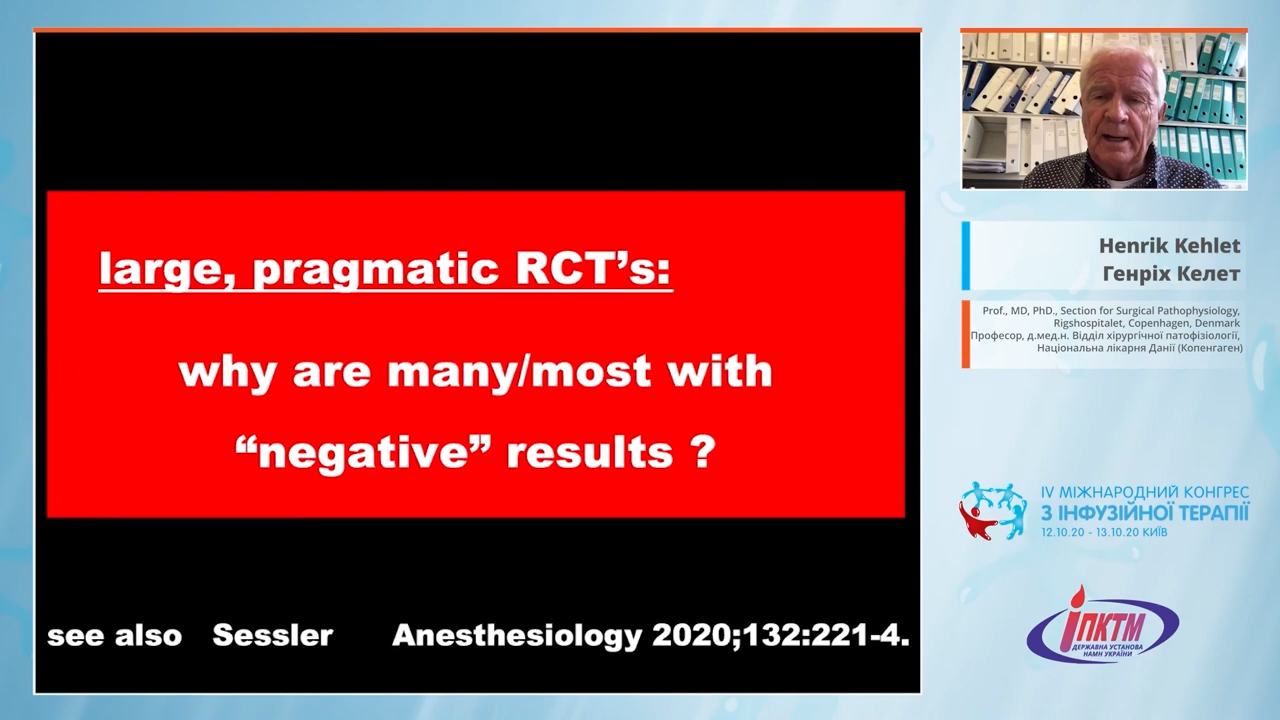 large, pragmatic RCT’s:
why are many/most with
“negative” results ?
see also Sessler Anesthesiology 2020;132:221-4.
Henrik Kehlet
Генріх Келет
Prof., MD, PhD., Section for Surgical Pathophysiology,
Rigshospitalet, Copenhagen, Denmark
Професор, д.мед.н. Відділ хірургічної патофізіології,
Національна лікарня Данії (Копенгаген)
IV МІЖНАРОДНИЙ КОНГРЕС
З ІНФУЗІЙНОЇ ТЕРАПІЇ
12.10.20 - 13.10.20 КИЇВ
ІПКТМ
ДЕРЖАВНА УСТАНОВА
НАМН УКРАЇНИ